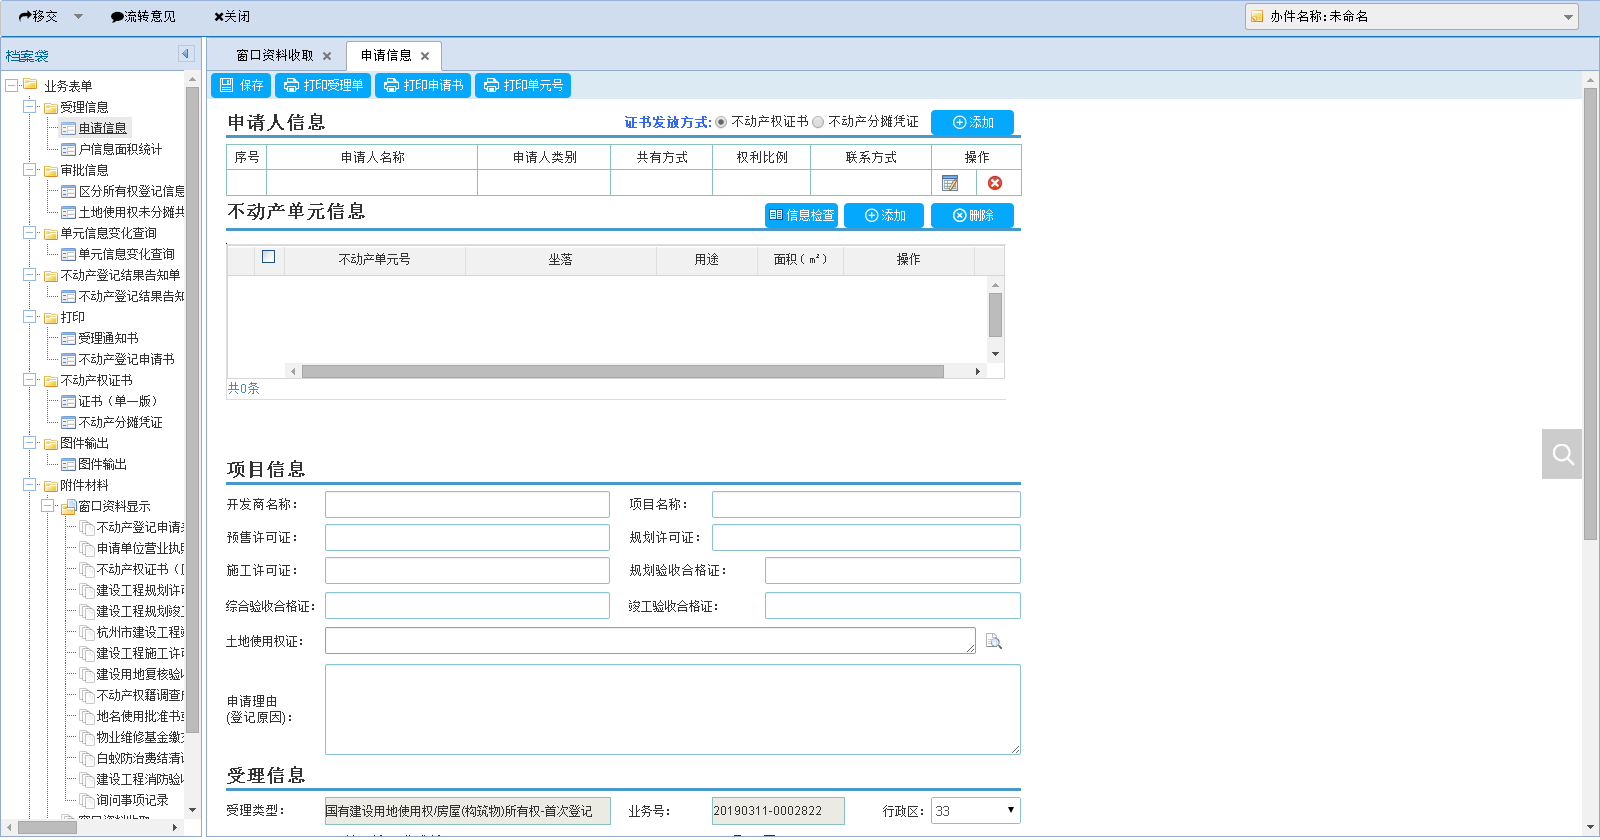 移交 流转意见 关闭 办件名称:未命名
档案袋
业务表单
受理信息
申请信息
户信息面积统计
审批信息
区分所有权登记信息
土地使用权未分摊共
单元信息变化查询
单元信息变化查询
不动产登记结果告知单
不动产登记结果告知
打印
受理通知书
不动产登记申请书
不动产权证书
证书（单一版）
不动产分摊凭证
图件输出
图件输出
附件材料
窗口资料显示
不动产登记申请
申请单位营业执
不动产权证书（
建设工程规划许
建设工程规划竣
杭州市建设工程
建设工程施工许
建设用地复核验
不动产权籍调查
地名使用批准书
物业维修基金缴
白蚁防治费结清
建设工程消防验
询问事项记录
窗口资料收取 申请信息
保存 打印受理单 打印申请书 打印单元号
申请人信息 证书发放方式: 不动产权证书 不动产分摊凭证 添加
序号 申请人名称 申请人类别 共有方式 权利比例 联系方式 操作
不动产单元信息 信息检查 添加 删除
不动产单元号 坐落 用途 面积（㎡） 操作
共0条
项目信息
开发商名称： 项目名称：
预售许可证： 规划许可证：
施工许可证： 规划验收合格证：
综合验收合格证： 竣工验收合格证：
土地使用权证：
申请理由
(登记原因)：
受理信息
受理类型： 国有建设用地使用权/房屋(构筑物)所有权-首次登记 业务号： 20190311-0002822 行政区： 33